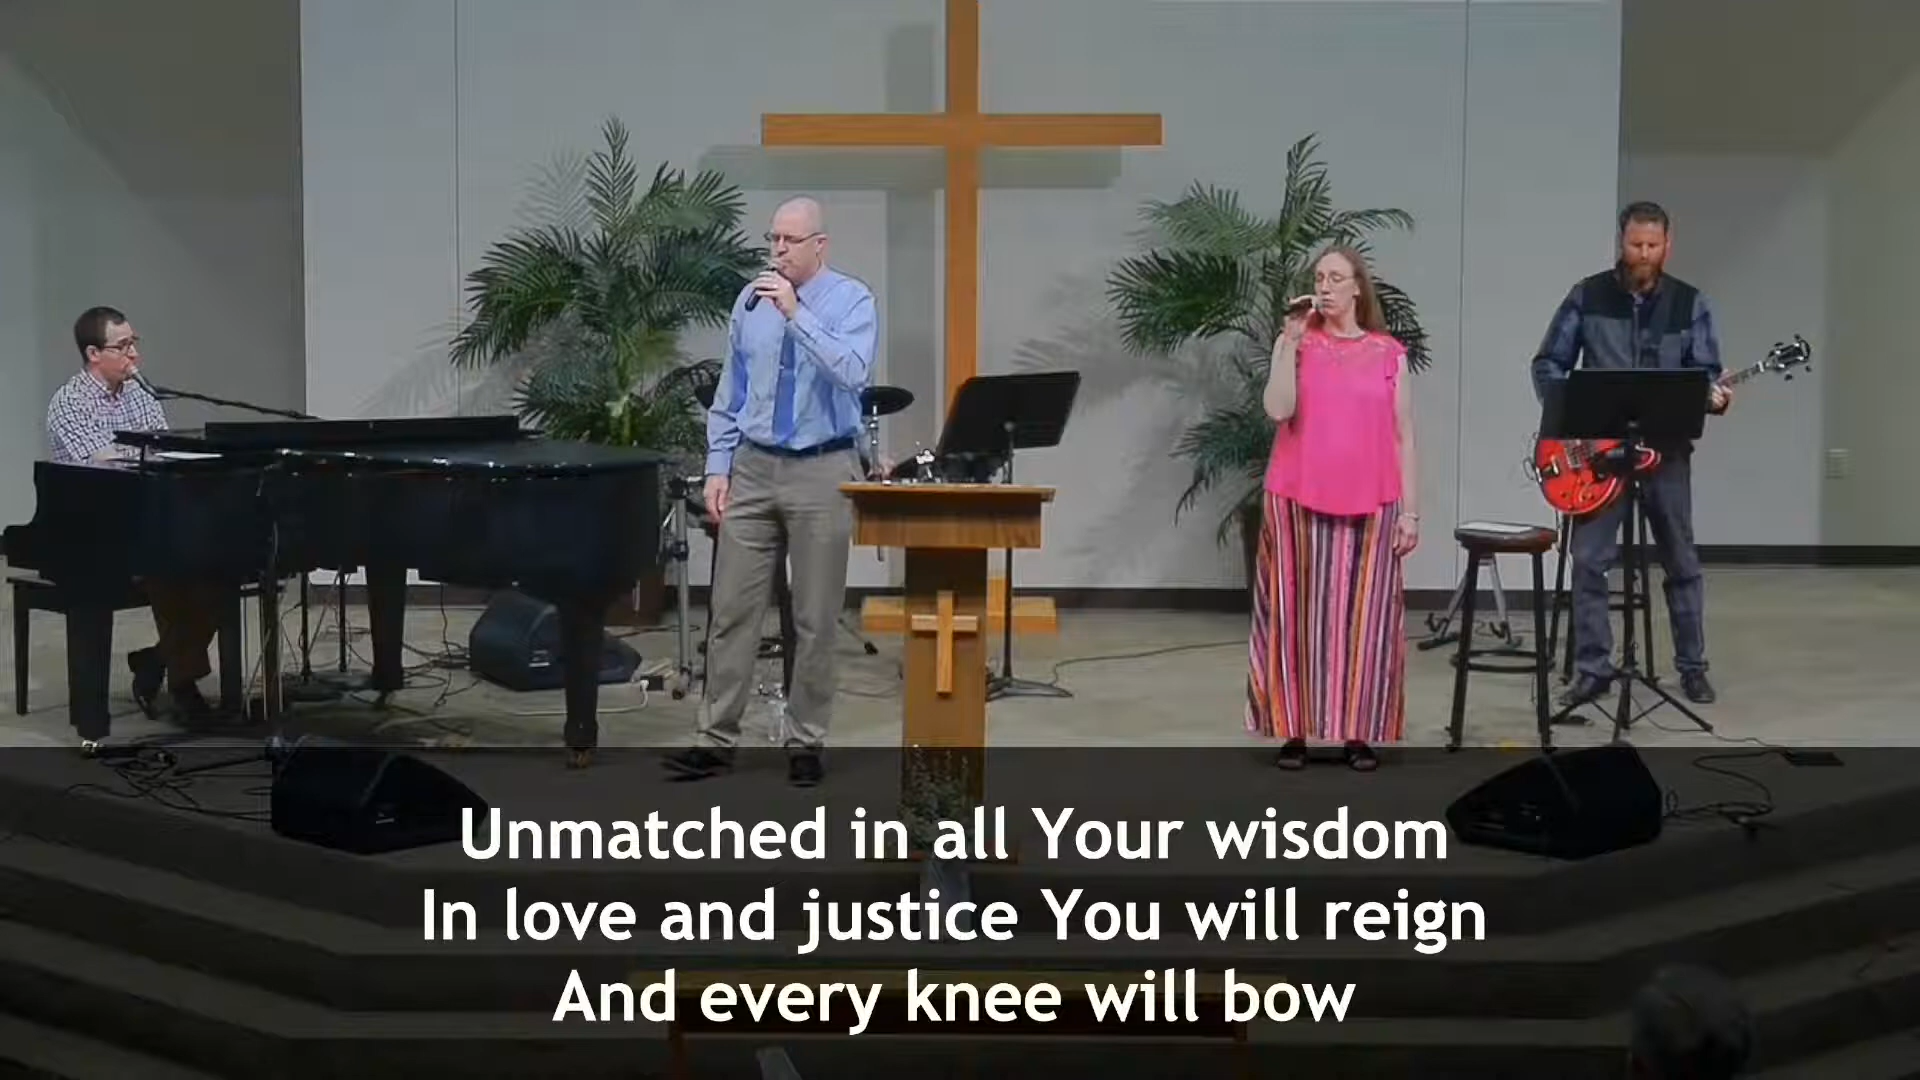 Unmatched in all Your wisdom
In love and justice You will reign
And every knee will bow